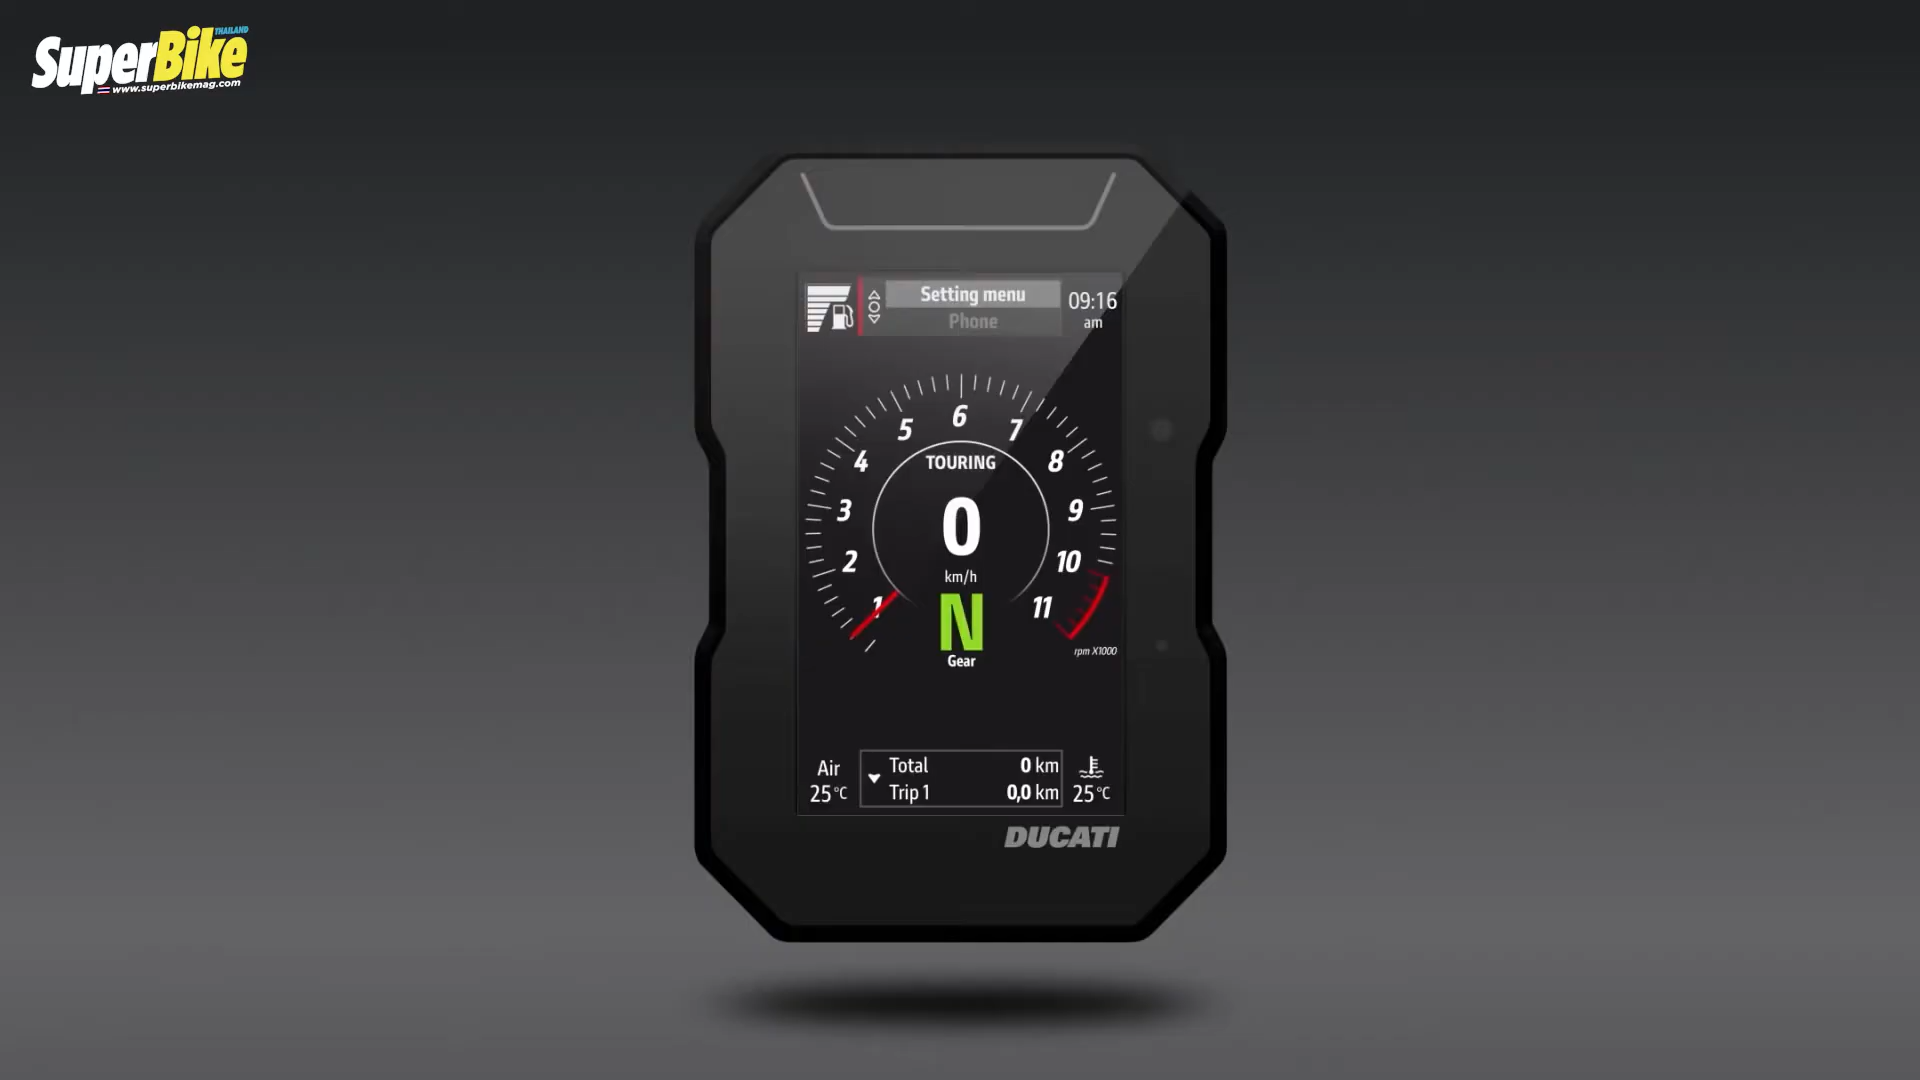 SuperBike
THAILAND
www.superbikemag.com
Setting menu
Phone
09:16
am
6
5
7
4
8
3
9
2
10
1
11
TOURING
0
km/h
N
Gear
rpm X1000
Air
25 °C
Total 0 km
Trip 1 0,0 km
25 °C
DUCATI